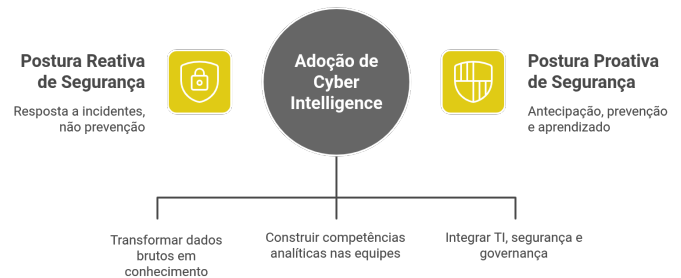 Postura Reativa
de Segurança
Resposta a incidentes,
não prevenção
Adoção de
Cyber
Intelligence
Postura Proativa
de Segurança
Antecipação, prevenção
e aprendizado
Transformar dados
brutos em
conhecimento
Construir competências
analíticas nas equipes
Integrar TI, segurança e
governança